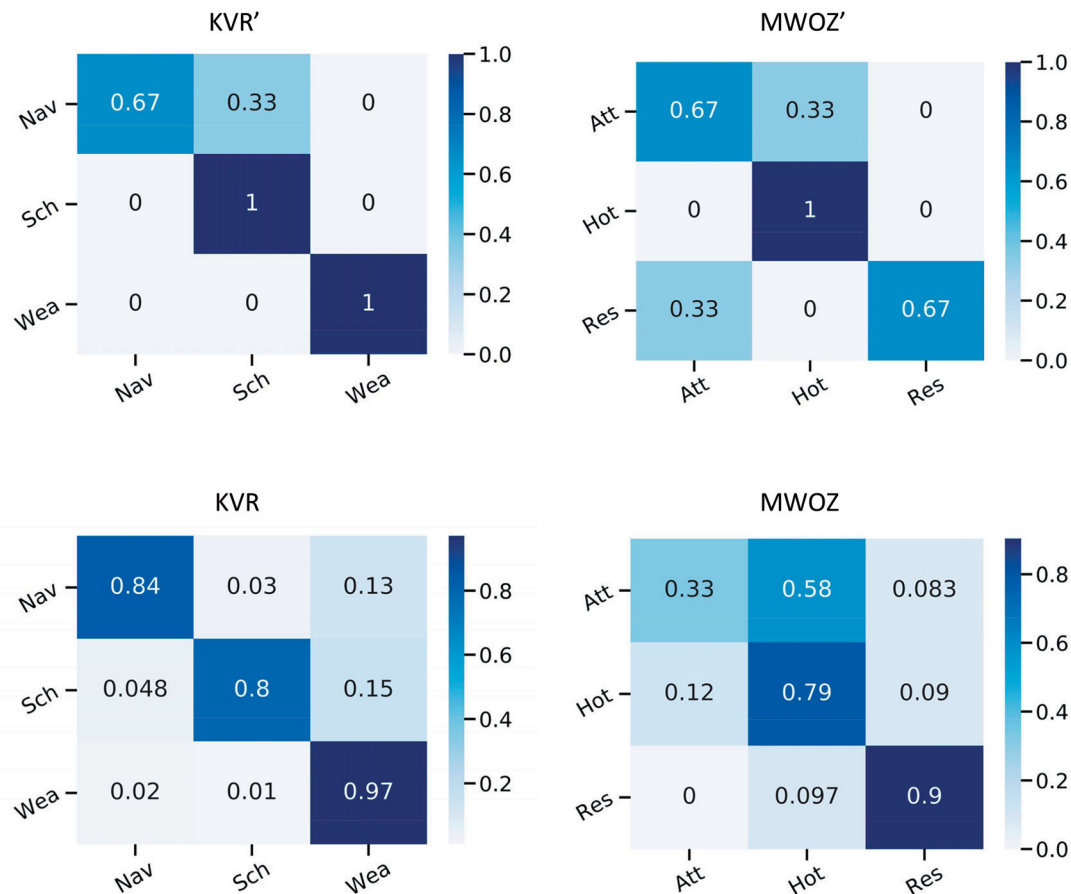 KVR’ MWOZ’
Nav 0.67 0.33 0 1.0
Sch 0 1 0 0.8
Wea 0 0 1 0.6
Nav Sch Wea 0.4
0.2
0.0
Att 0.67 0.33 0 1.0
Hot 0 1 0 0.8
Res 0.33 0 0.67 0.6
Att Hot Res 0.4
0.2
0.0
KVR MWOZ
Nav 0.84 0.03 0.13 0.8
Sch 0.048 0.8 0.15 0.6
Wea 0.02 0.01 0.97 0.4
Nav Sch Wea 0.2
Att 0.33 0.58 0.083 0.8
Hot 0.12 0.79 0.09 0.6
Res 0 0.097 0.9 0.4
Att Hot Res 0.2
0.0